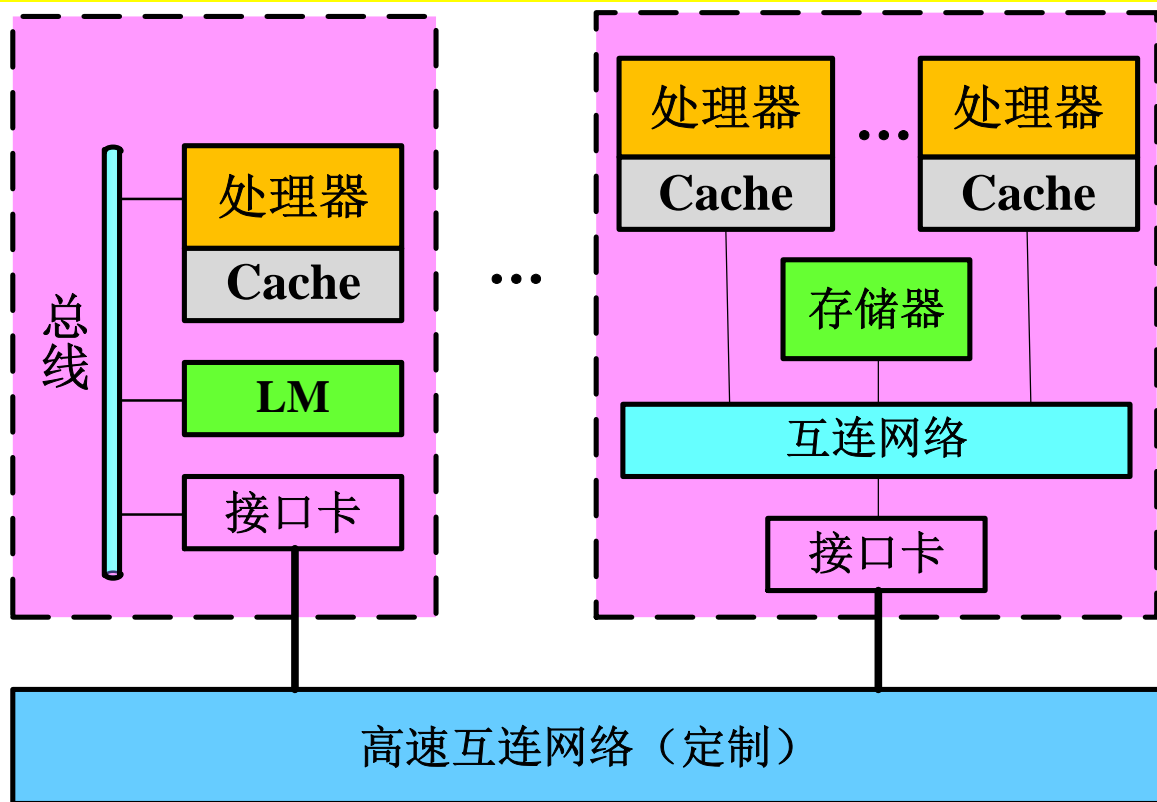 总线
处理器
Cache
LM
接口卡
...
处理器
Cache
...
处理器
Cache
存储器
互连网络
接口卡
高速互连网络（定制）